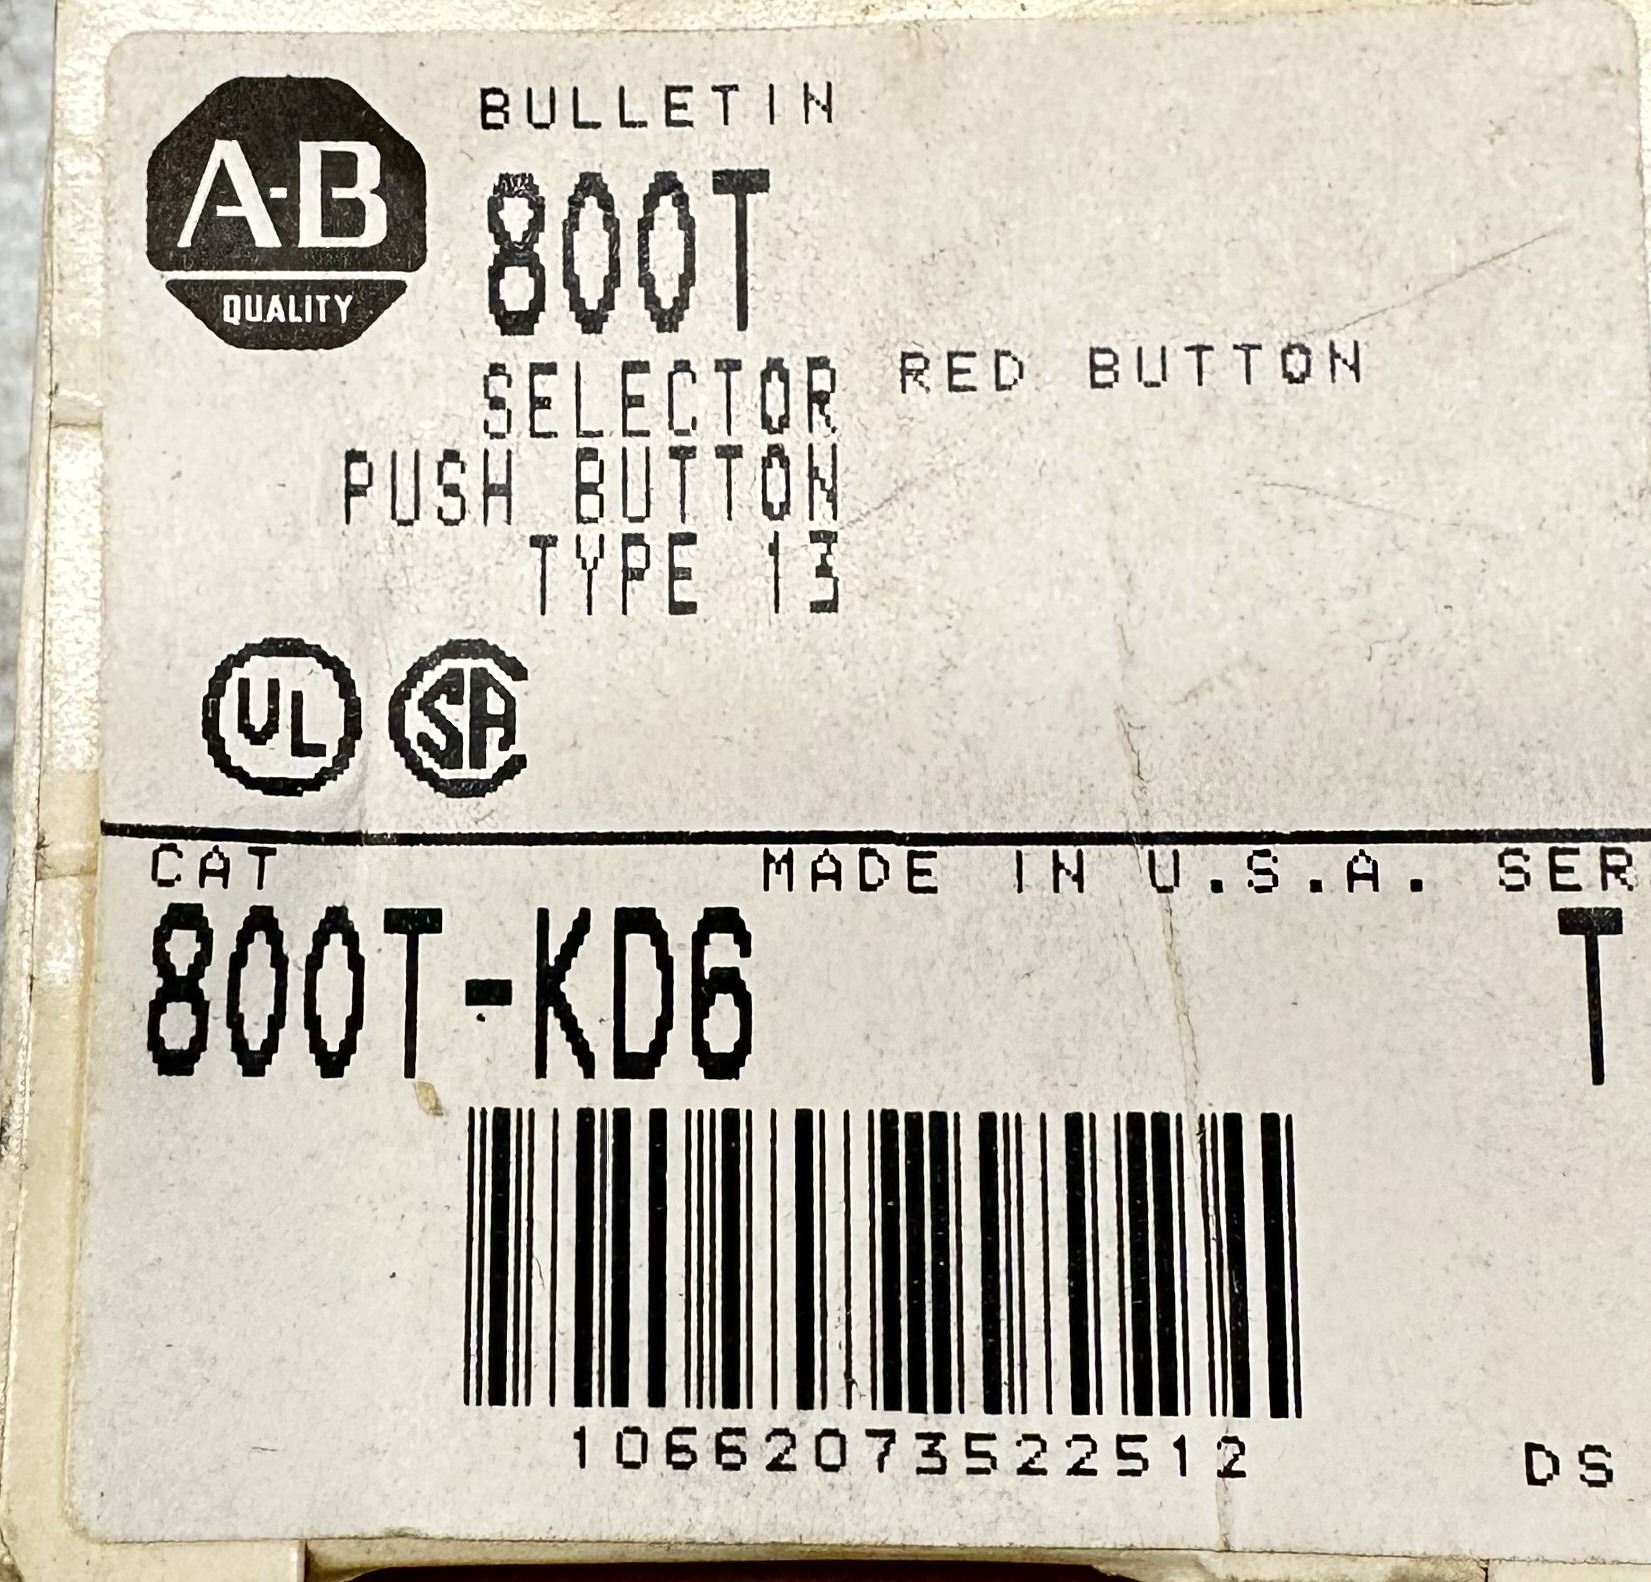 A-B
QUALITY
BULLETIN
800T
SELECTOR RED BUTTON
PUSH BUTTON
TYPE 13
UL SA
CAT MADE IN U.S.A. SER
800T-KD6 T
10662073522512
DS